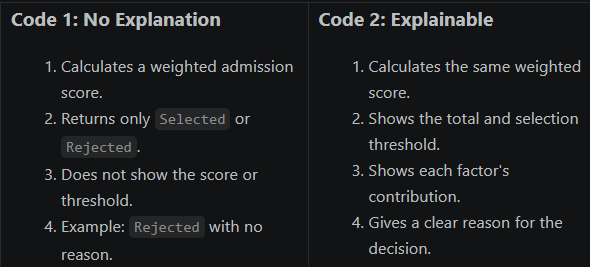 Code 1: No Explanation
1. Calculates a weighted admission
score.
2. Returns only Selected or
Rejected.
3. Does not show the score or
threshold.
4. Example: Rejected with no
reason.
Code 2: Explainable
1. Calculates the same weighted
score.
2. Shows the total and selection
threshold.
3. Shows each factor's
contribution.
4. Gives a clear reason for the
decision.